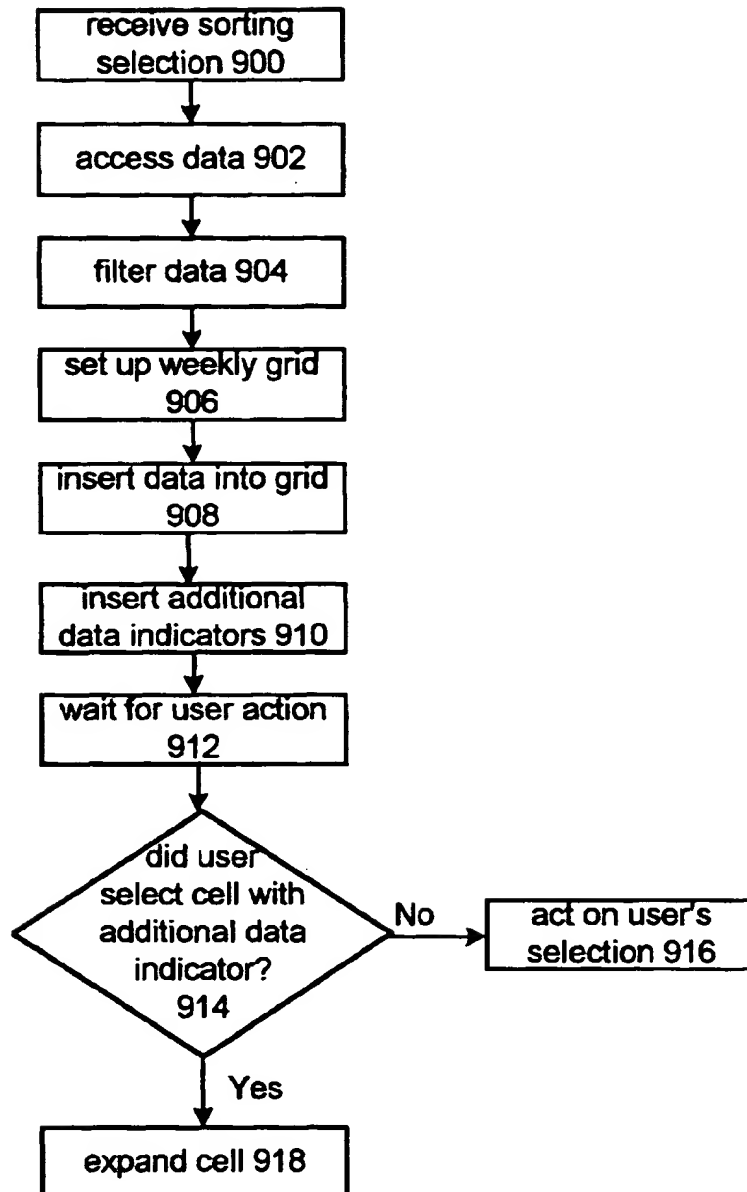 receive sorting
selection 900
access data 902
filter data 904
set up weekly grid
906
insert data into grid
908
insert additional
data indicators 910
wait for user action
912
did user
select cell with
additional data
indicator?
914
No
act on user's
selection 916
Yes
expand cell 918